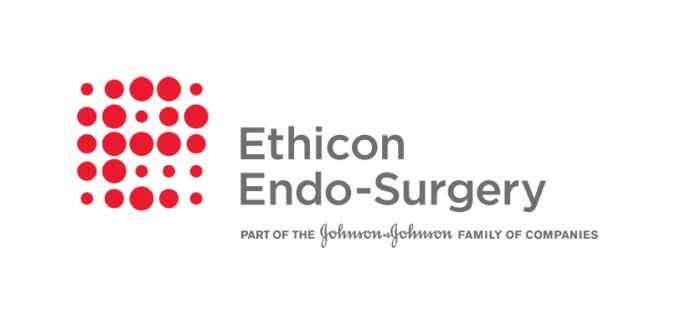 Ethicon
Endo-Surgery
PART OF THE Johnson & Johnson FAMILY OF COMPANIES